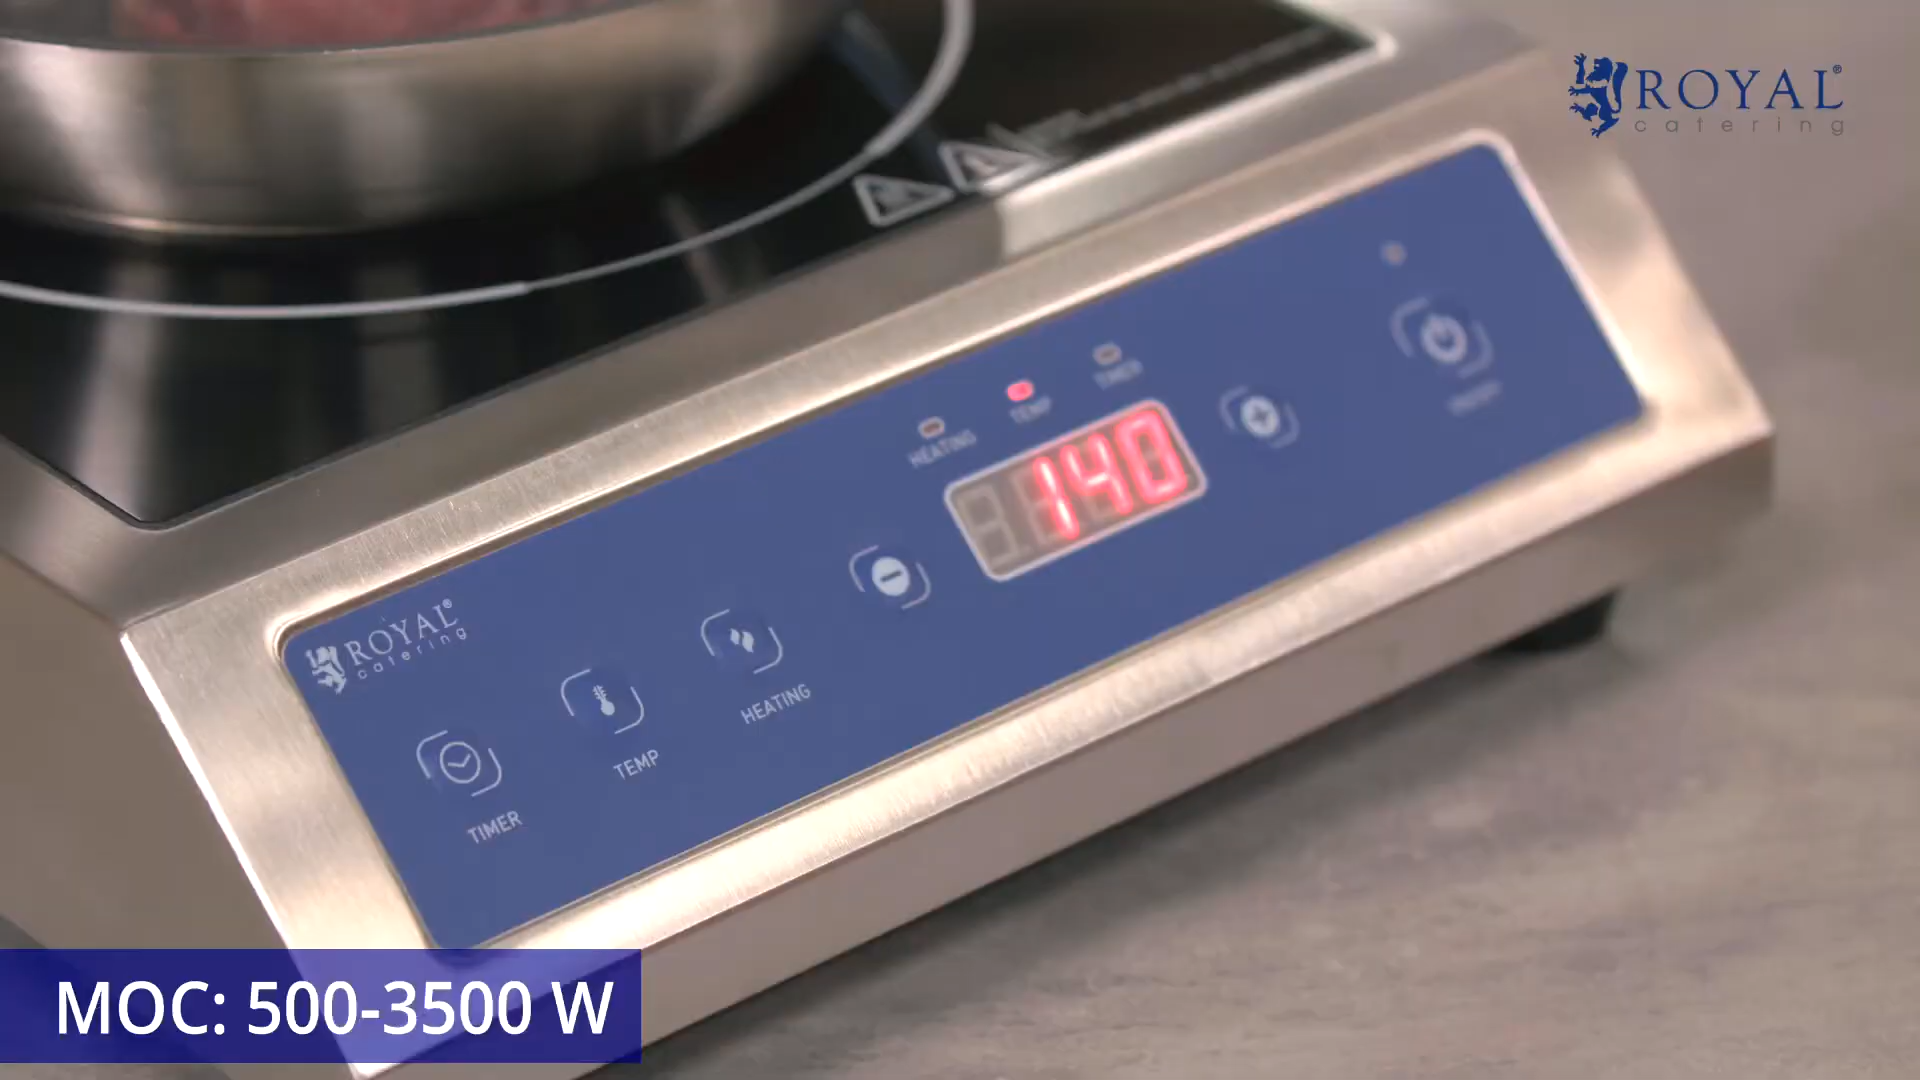 ROYAL®
catering
TIMER
TEMP
HEATING
140
ROYAL®
catering
HEATING
TEMP
TIMER
MOC: 500-3500 W